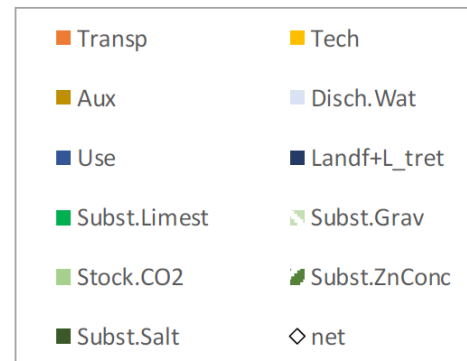 Transp Tech
Aux Disch.Wat
Use Landf+L_tret
Subst.Limest Subst.Grav
Stock.CO2 Subst.ZnConc
Subst.Salt net